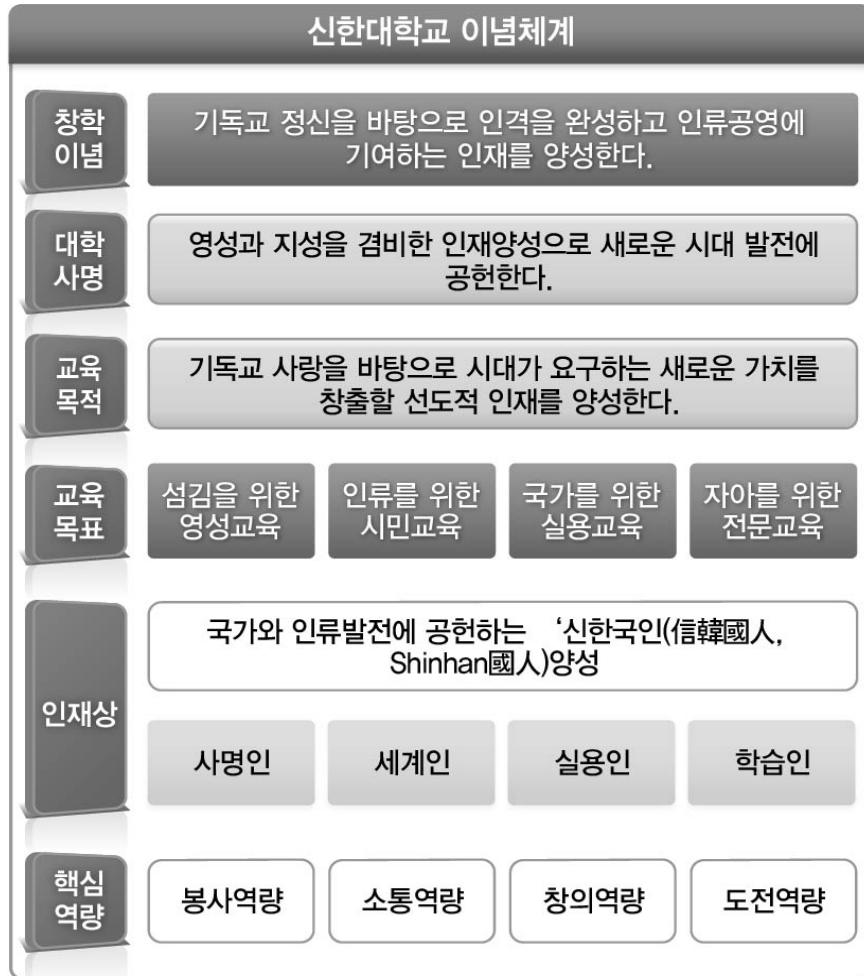 신한대학교 이념체계
창학
이념
기독교 정신을 바탕으로 인격을 완성하고 인류공영에
기여하는 인재를 양성한다.
대학
사명
영성과 지성을 겸비한 인재양성으로 새로운 시대 발전에
공헌한다.
교육
목적
기독교 사랑을 바탕으로 시대가 요구하는 새로운 가치를
창출할 선도적 인재를 양성한다.
교육
목표
섬김을 위한
영성교육
인류를 위한
시민교육
국가를 위한
실용교육
자아를 위한
전문교육
인재상
국가와 인류발전에 공헌하는 ‘신한국인(信韓國人,
Shinhan國人)양성
사명인
세계인
실용인
학습인
핵심
역량
봉사역량
소통역량
창의역량
도전역량